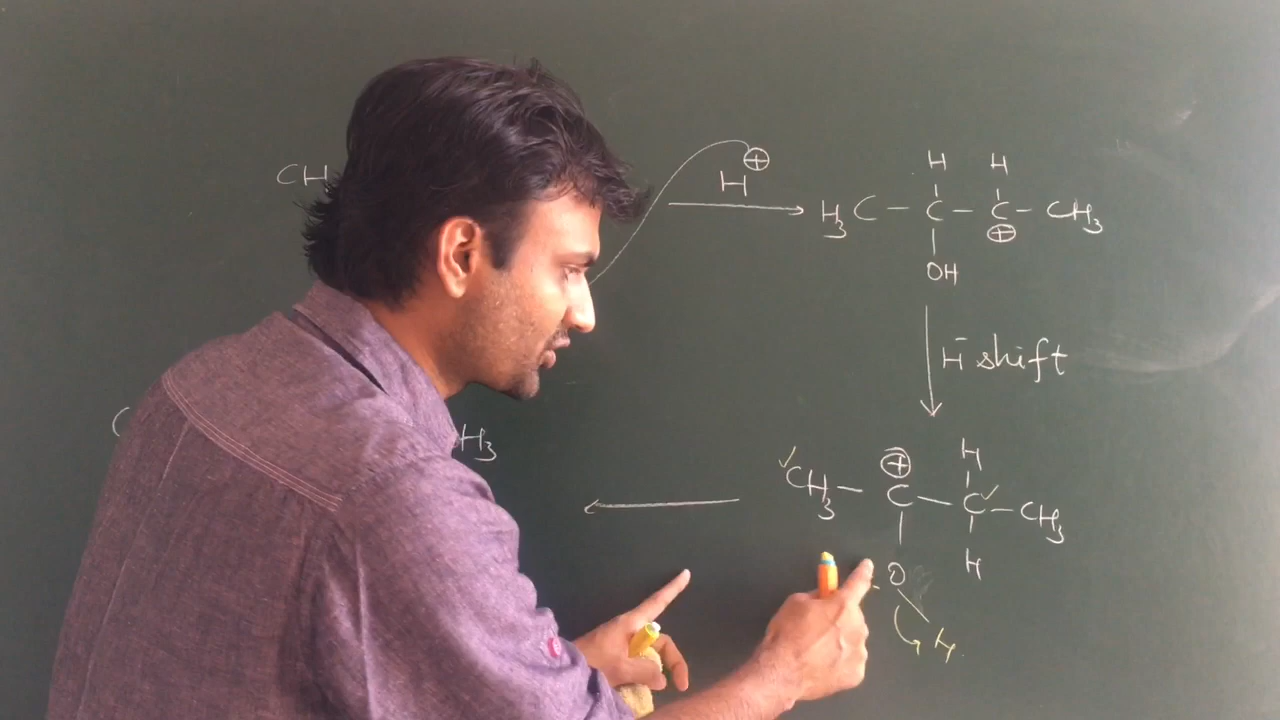 CH
H⊕
H H
H3C – C – C – CH3
⊕
OH
H⁻ shift
⊕ H
CH3 – C – C – CH3
H
O
H
H3